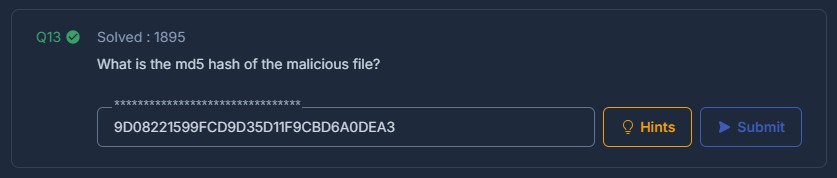 Q13 Solved : 1895
What is the md5 hash of the malicious file?
********************************
9D08221599FCD9D35D11F9CBD6A0DEA3 Hints Submit